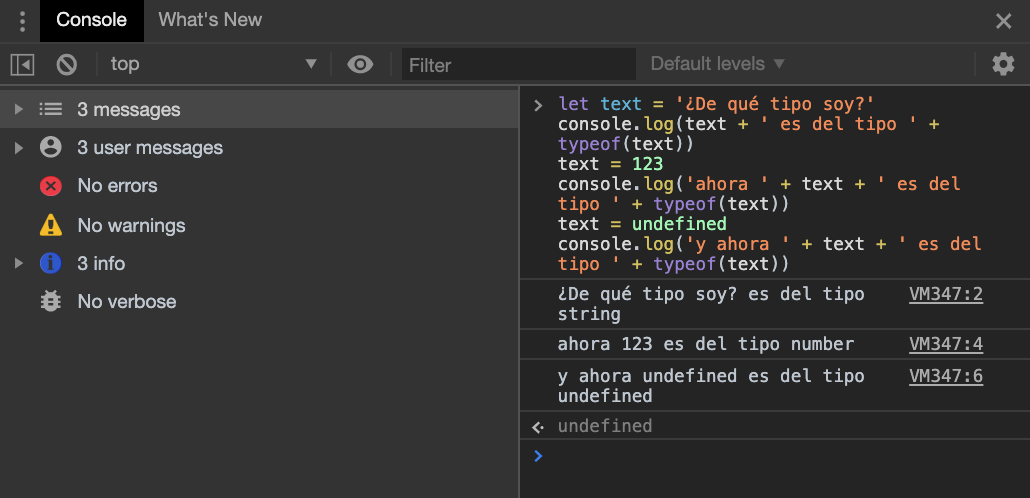 Console What's New
top Filter Default levels
3 messages
3 user messages
No errors
No warnings
3 info
No verbose
let text = '¿De qué tipo soy?'
console.log(text + ' es del tipo ' +
typeof(text))
text = 123
console.log('ahora ' + text + ' es del
tipo ' + typeof(text))
text = undefined
console.log('y ahora ' + text + ' es del
tipo ' + typeof(text))
¿De qué tipo soy? es del tipo VM347:2
string
ahora 123 es del tipo number VM347:4
y ahora undefined es del tipo VM347:6
undefined
undefined